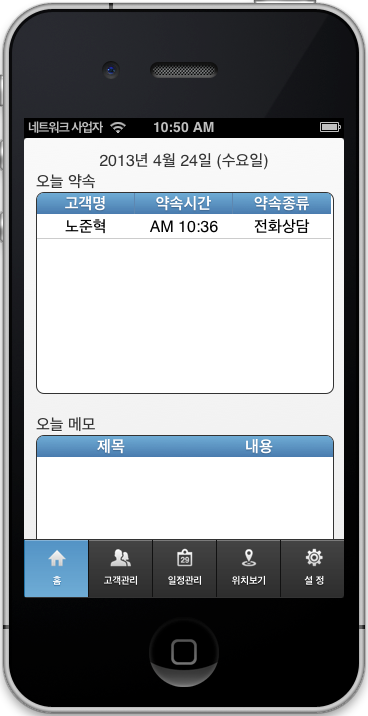 네트워크 사업자 10:50 AM
2013년 4월 24일 (수요일)
오늘 약속
고객명 약속시간 약속종류
노준혁 AM 10:36 전화상담
오늘 메모
제목 내용
29
홈 고객관리 일정관리 위치보기 설 정